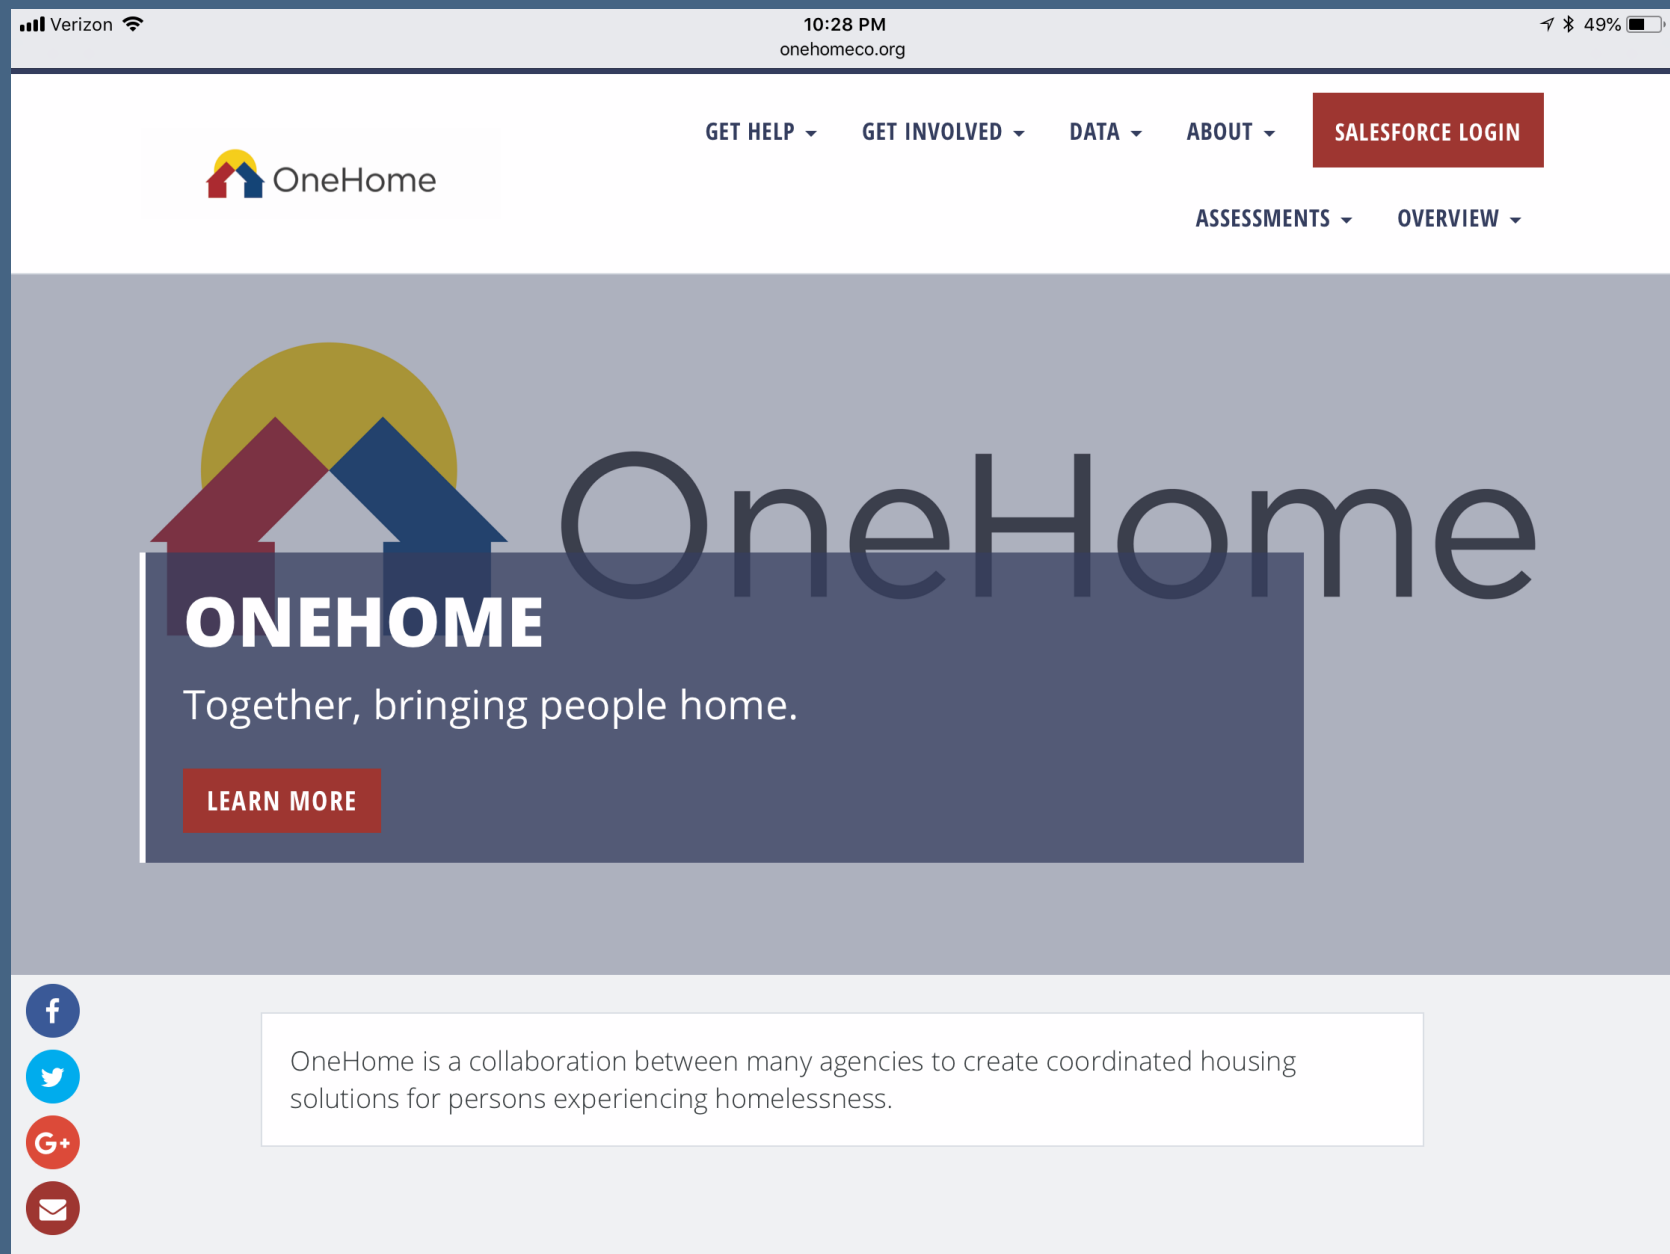 Verizon
10:28 PM
49%
onehomeco.org
GET HELP
GET INVOLVED
DATA
ABOUT
SALESFORCE LOGIN
OneHome
ASSESSMENTS
OVERVIEW
OneHome
ONEHOME
Together, bringing people home.
LEARN MORE
f
G+
OneHome is a collaboration between many agencies to create coordinated housing
solutions for persons experiencing homelessness.